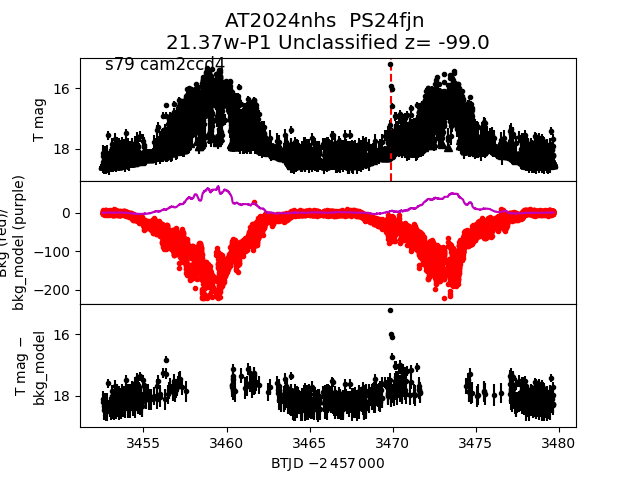 AT2024nhs  PS24fjn
21.37w-P1 Unclassified z= -99.0
s79 cam2ccd4
T mag
16
18
Bkg (red)/
bkg_model (purple)
0
−100
−200
T mag −
bkg_model
16
18
3455
3460
3465
3470
3475
3480
BTJD −2 457 000